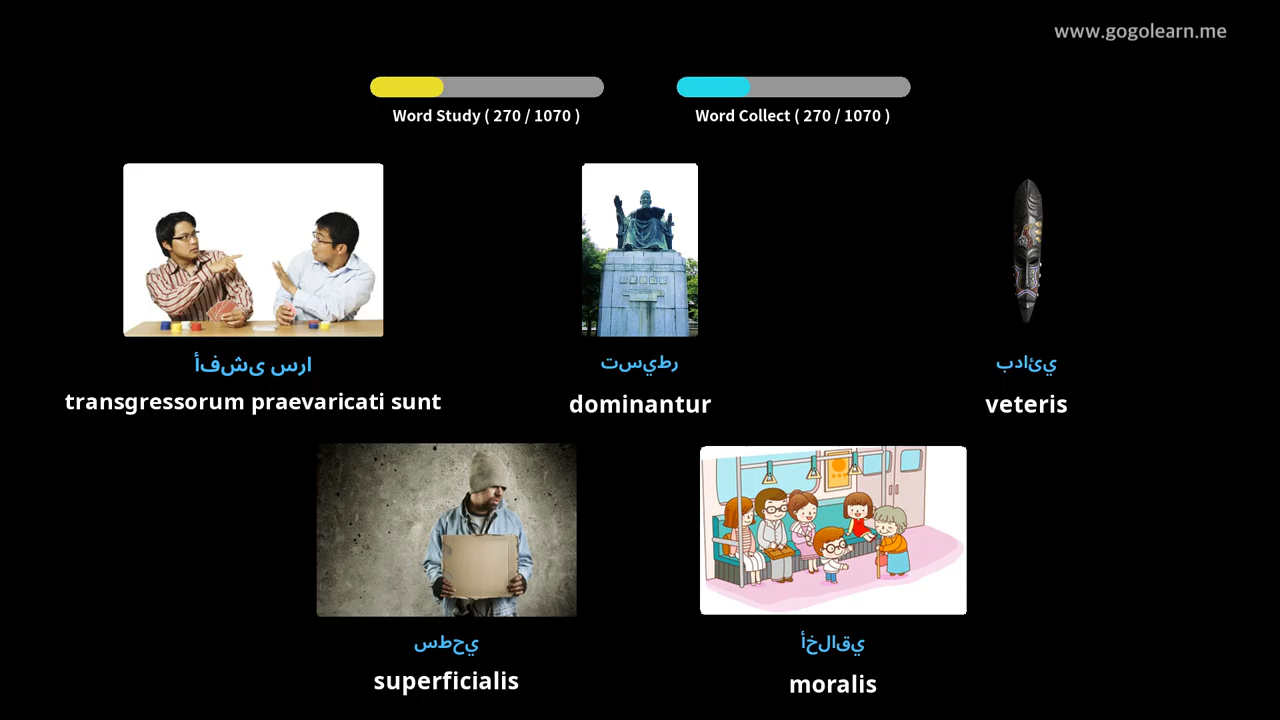 www.gogolearn.me
Word Study ( 270 / 1070 )
Word Collect ( 270 / 1070 )
أفشى سرا
transgressorum praevaricati sunt
تسيطر
dominantur
بدائي
veteris
سطحي
superficialis
أخلاقي
moralis